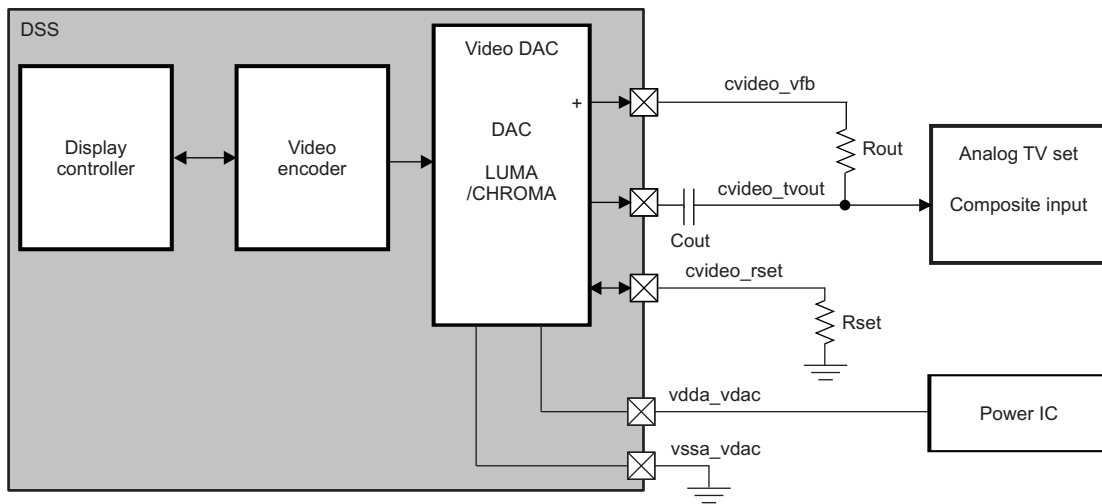 DSS
Display
controller
Video
encoder
Video DAC
+
DAC
LUMA
/CHROMA
cvideo_vfb
Rout
cvideo_tvout
Cout
Analog TV set
Composite input
cvideo_rset
Rset
vdda_vdac
Power IC
vssa_vdac